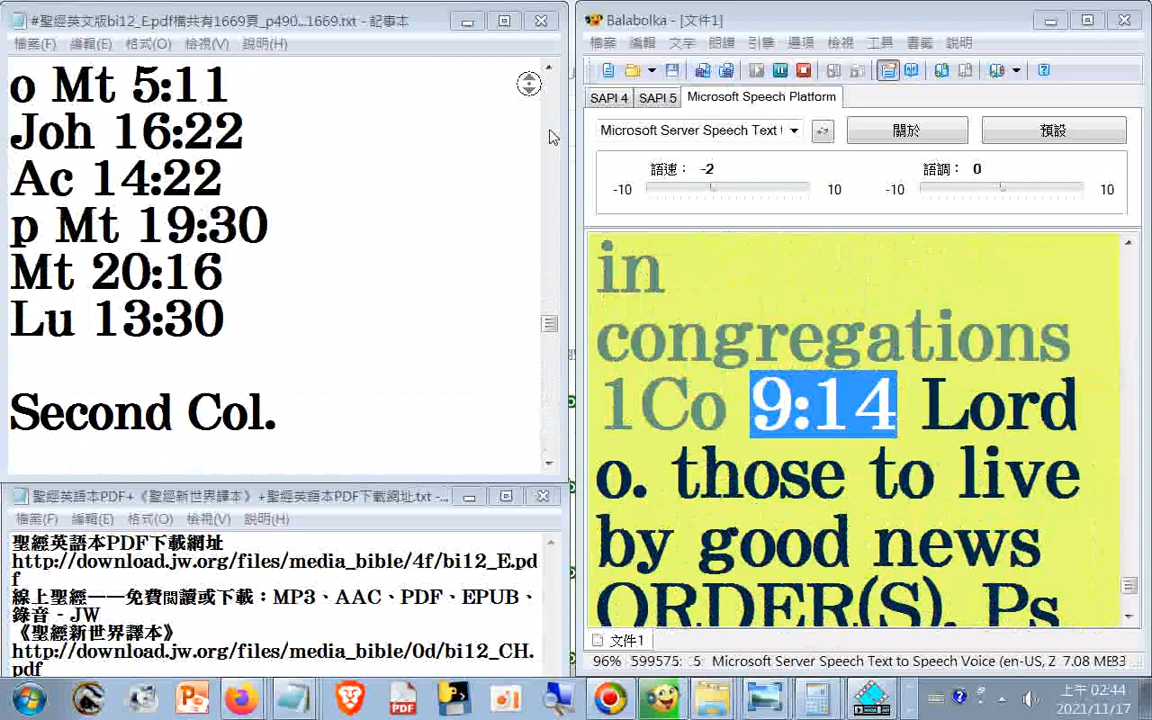 #聖經英文版bi12_E.pdf檔共有1669頁_p490...1669.txt - 記事本
檔案(F) 編輯(E) 格式(O) 檢視(V) 說明(H)
o Mt 5:11
Joh 16:22
Ac 14:22
p Mt 19:30
Mt 20:16
Lu 13:30
Second Col.
聖經英語本PDF+《聖經新世界譯本》+聖經英語本PDF下載網址.txt -...
檔案(F) 編輯(E) 格式(O) 檢視(V) 說明(H)
聖經英語本PDF下載網址
http://download.jw.org/files/media_bible/4f/bi12_E.pd
f
線上聖經——免費閱讀或下載：MP3、AAC、PDF、EPUB、
錄音 - JW
《聖經新世界譯本》
http://download.jw.org/files/media_bible/0d/bi12_CH.
pdf
Balabolka - [文件1]
檔案 編輯 文字 朗讀 引擎 選項 檢視 工具 書籤 說明
SAPI 4 SAPI 5 Microsoft Speech Platform
Microsoft Server Speech Text 關於 預設
語速： -2 語調： 0
-10 10 -10 10
in
congregations
1Co 9:14 Lord
o. those to live
by good news
ORDER(S). Ps
文件1
96% 599575: 5 Microsoft Server Speech Text to Speech Voice (en-US, Z 7.08 MB
PDF
上午 02:44
2021/11/17